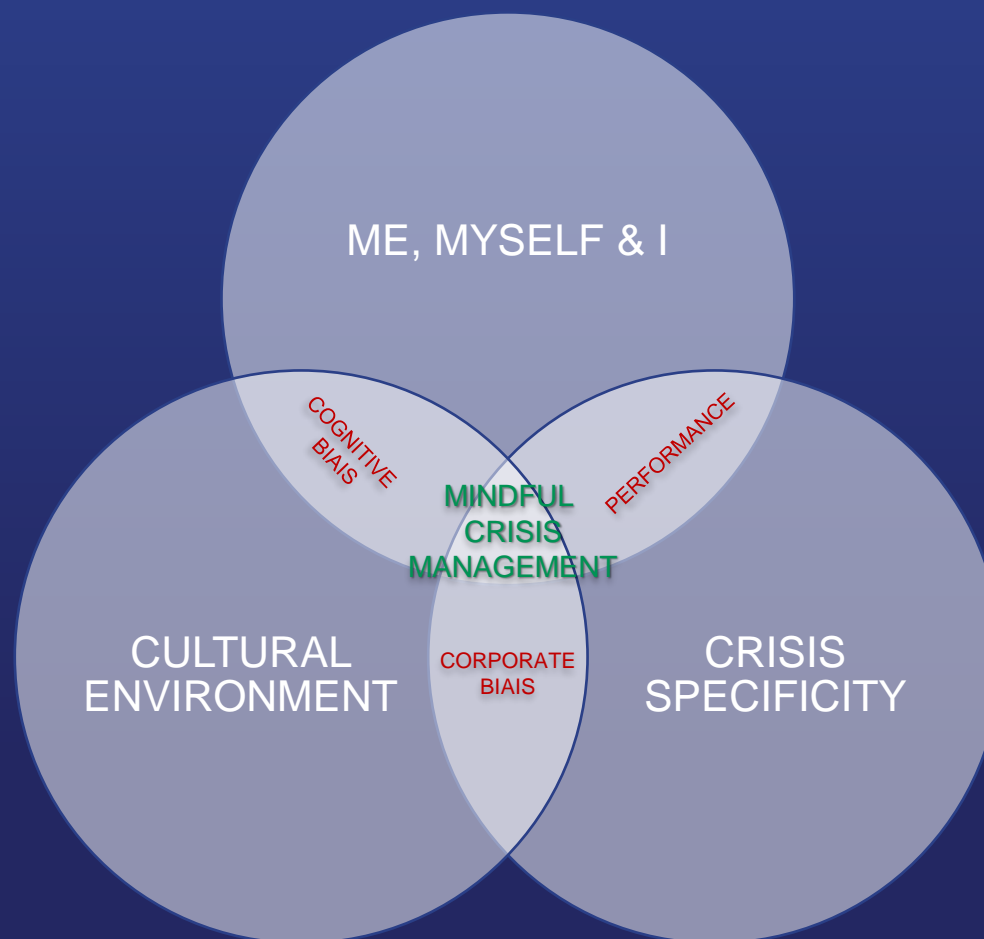 ME, MYSELF & I
COGNITIVE
BIAIS
PERFORMANCE
MINDFUL
CRISIS
MANAGEMENT
CULTURAL
ENVIRONMENT
CORPORATE
BIAIS
CRISIS
SPECIFICITY